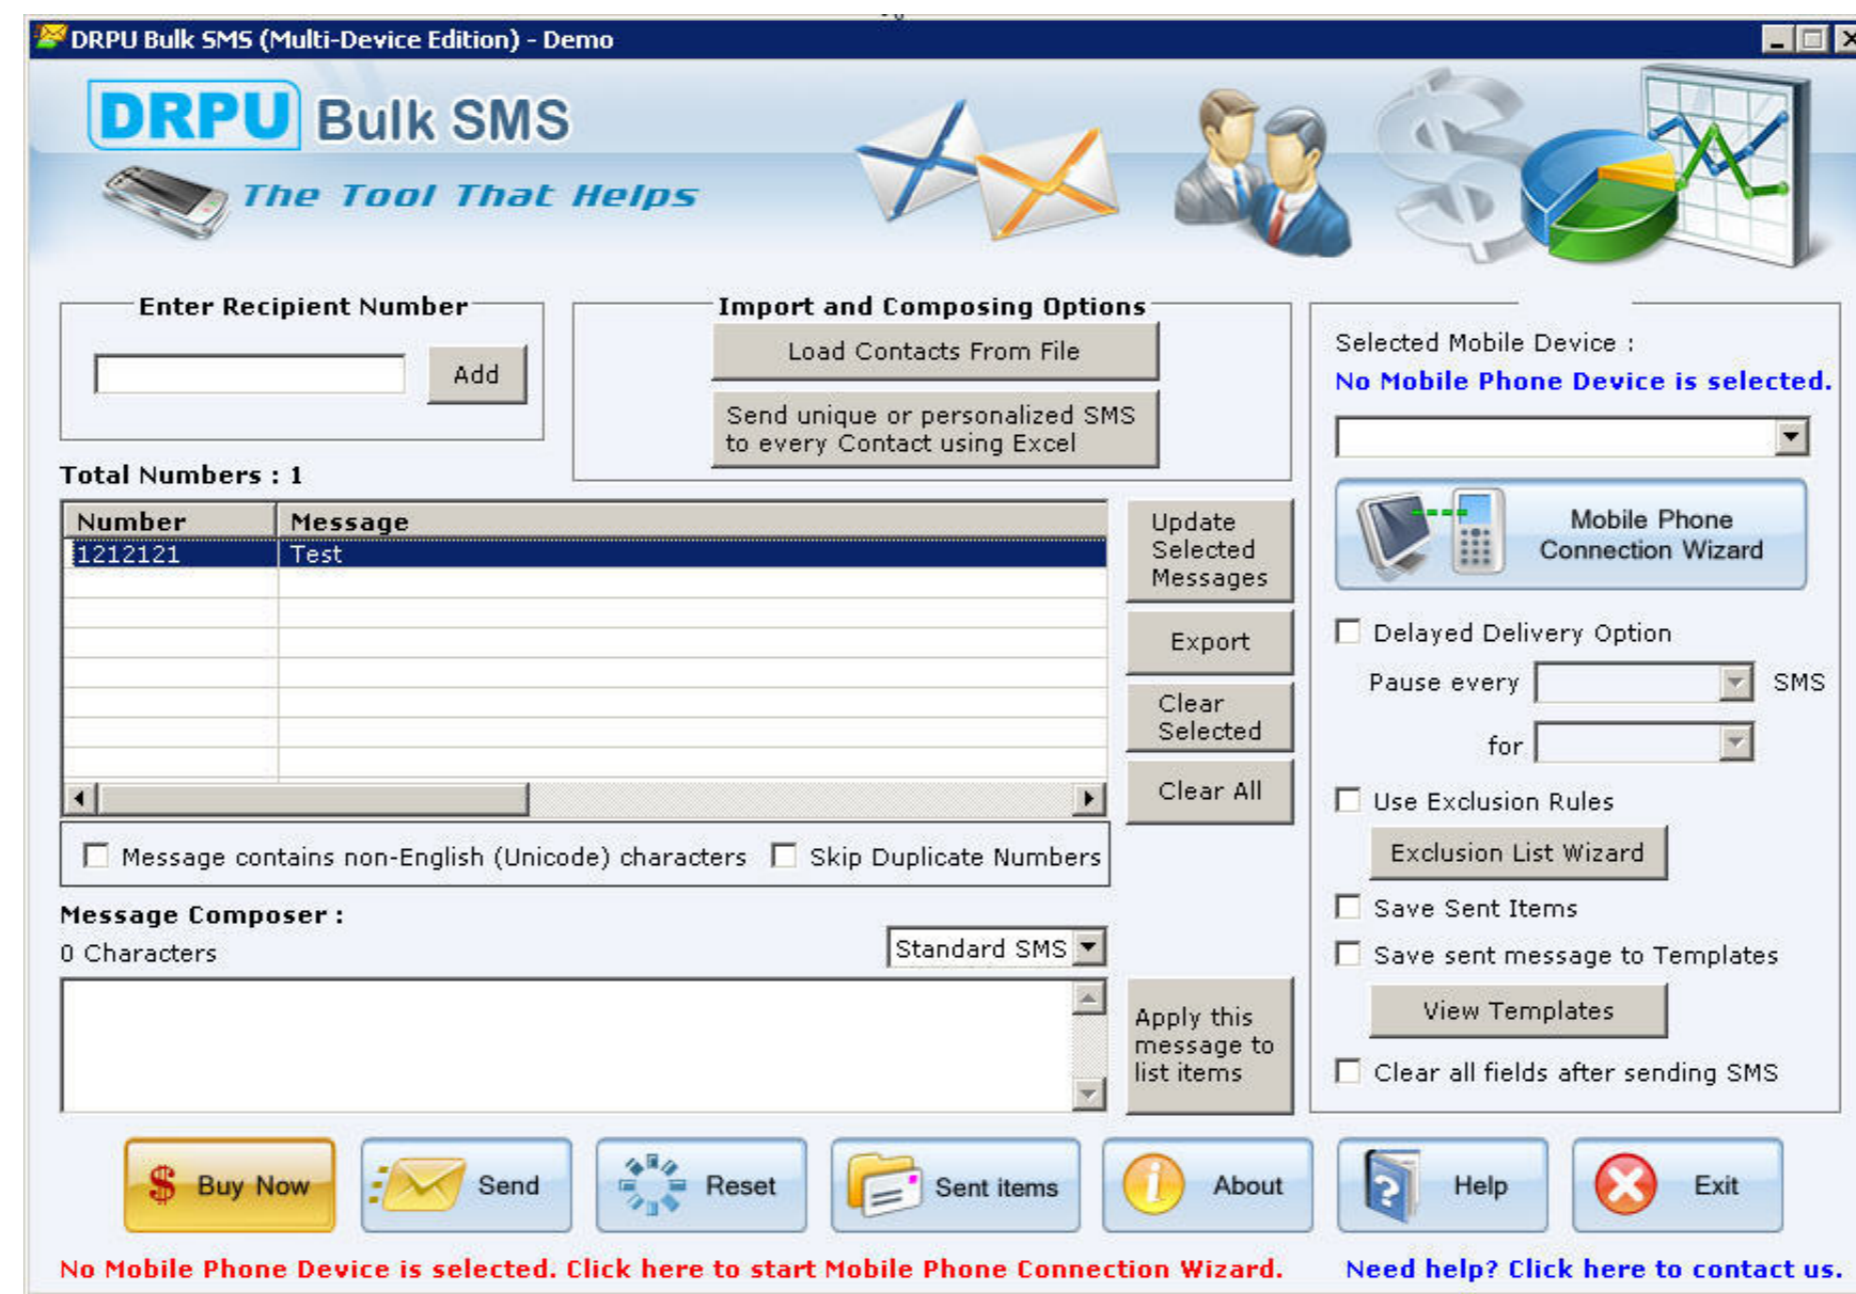 DRPU Bulk SMS (Multi-Device Edition) - Demo
DRPU Bulk SMS
The Tool That Helps
Enter Recipient Number
Add
Import and Composing Options
Load Contacts From File
Send unique or personalized SMS
to every Contact using Excel
Selected Mobile Device :
No Mobile Phone Device is selected.
Mobile Phone
Connection Wizard
Total Numbers : 1
Number Message
1212121 Test
Update
Selected
Messages
Export
Clear
Selected
Clear All
Delayed Delivery Option
Pause every SMS
for
Use Exclusion Rules
Exclusion List Wizard
Save Sent Items
Save sent message to Templates
View Templates
Clear all fields after sending SMS
Message contains non-English (Unicode) characters Skip Duplicate Numbers
Message Composer :
0 Characters
Standard SMS
Apply this
message to
list items
$ Buy Now
Send
Reset
Sent items
i About
? Help
Exit
No Mobile Phone Device is selected. Click here to start Mobile Phone Connection Wizard.
Need help? Click here to contact us.